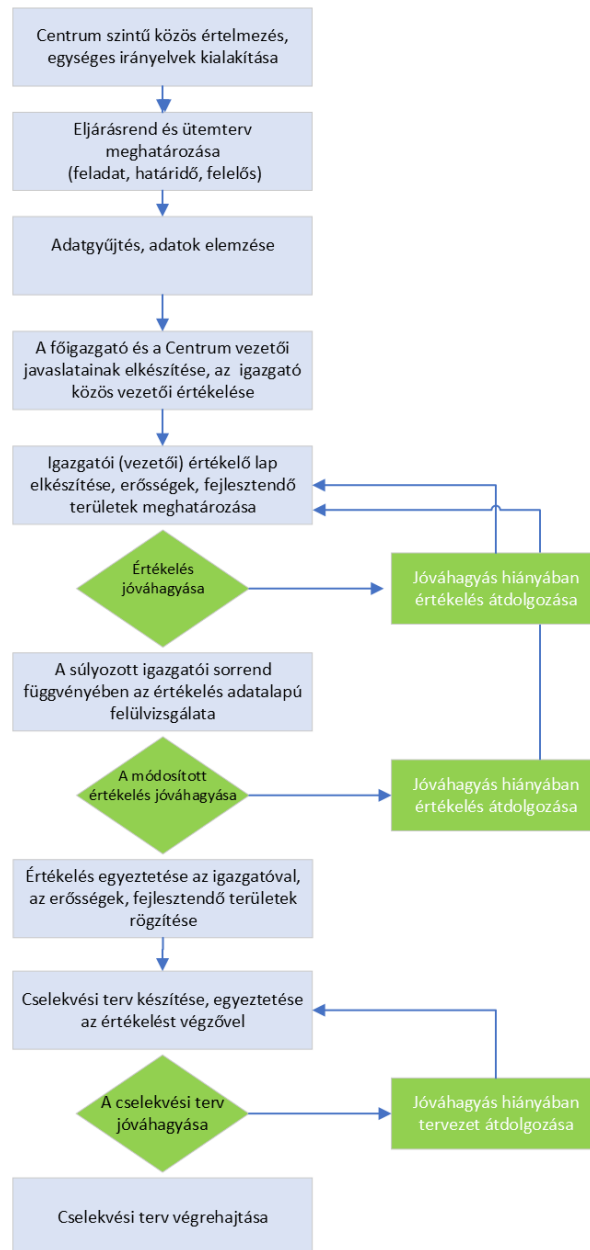 Centrum szintű közös értelmezés,
egységes irányelvek kialakítása
Eljárásrend és ütemterv
meghatározása
(feladat, határidő, felelős)
Adatgyűjtés, adatok elemzése
A főigazgató és a Centrum vezetői
javaslatainak elkészítése, az igazgató
közös vezetői értékelése
Igazgatói (vezetői) értékelő lap
elkészítése, erősségek, fejlesztendő
területek meghatározása
Értékelés
jóváhagyása
Jóváhagyás hiányában
értékelés átdolgozása
A súlyozott igazgatói sorrend
függvényében az értékelés adatalapú
felülvizsgálata
A módosított
értékelés jóváhagyása
Jóváhagyás hiányában
értékelés átdolgozása
Értékelés egyeztetése az igazgatóval,
az erősségek, fejlesztendő területek
rögzítése
Cselekvési terv készítése, egyeztetése
az értékelést végzővel
A cselekvési terv
jóváhagyása
Jóváhagyás hiányában
tervezet átdolgozása
Cselekvési terv végrehajtása